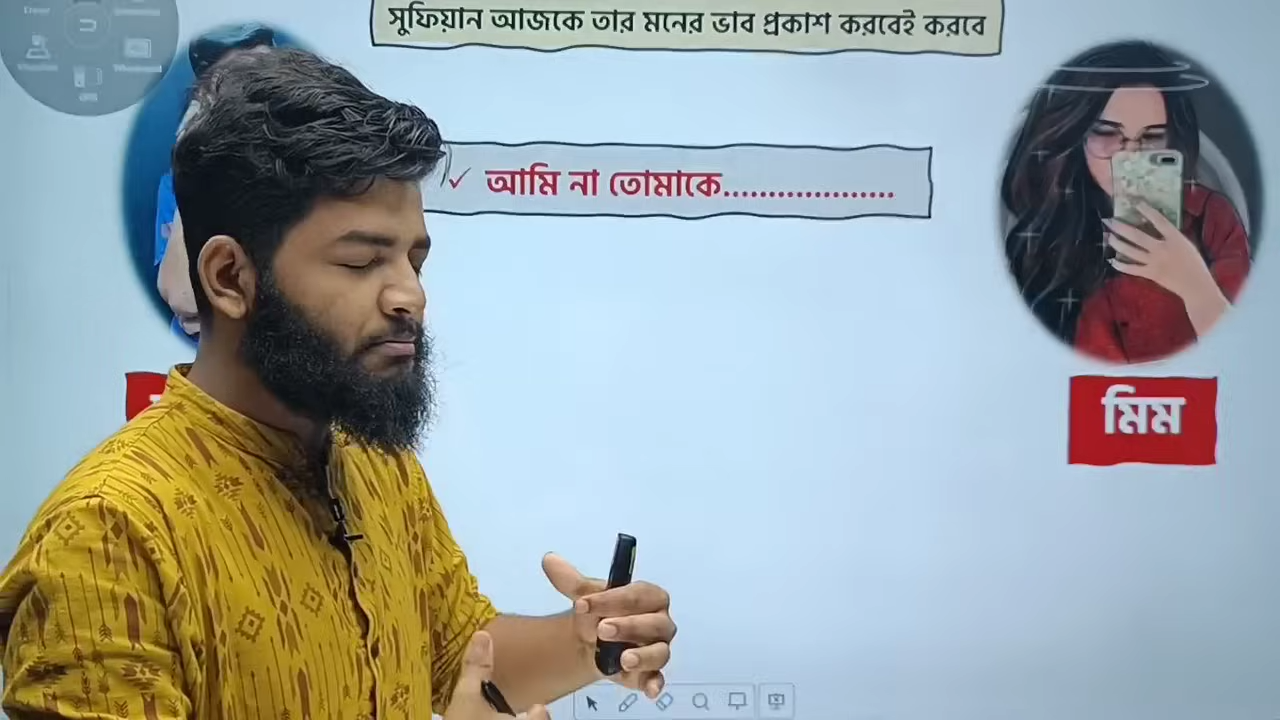 সুফিয়ান আজকে তার মনের ভাব প্রকাশ করবেই করবে
✓ আমি না তোমাকে...................
মিম